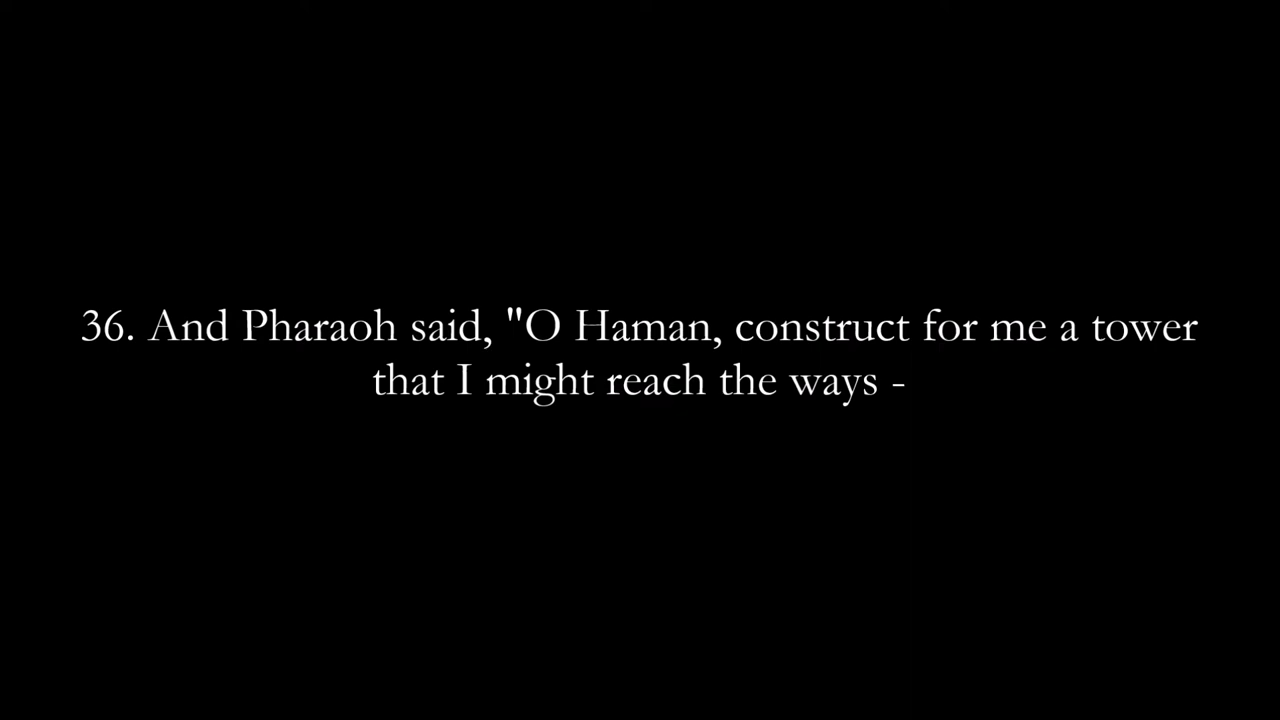 36. And Pharaoh said, "O Haman, construct for me a tower
that I might reach the ways -